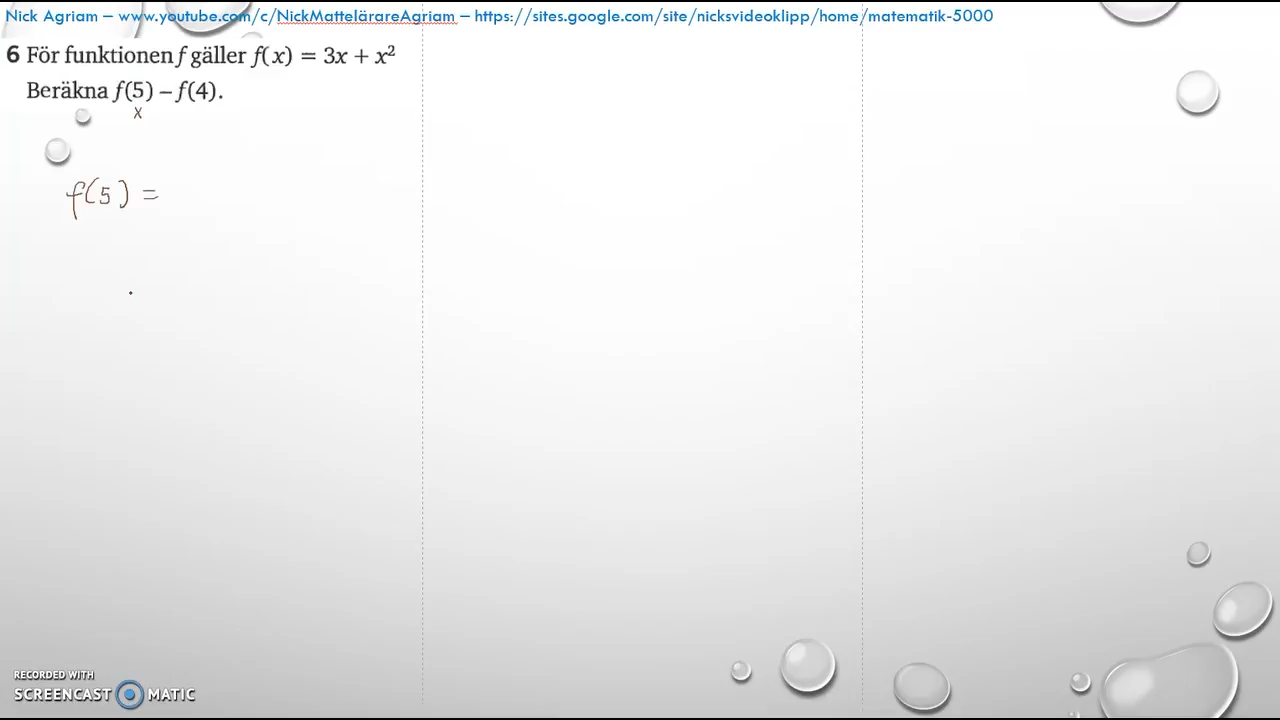 Nick Agriam – www.youtube.com/c/NickMattelärareAgriam – https://sites.google.com/site/nicksvideoklipp/home/matematik-5000
6 För funktionen f gäller f(x) = 3x + x²
Beräkna f(5) – f(4).
x
f(5) =
RECORDED WITH
SCREENCAST MATIC